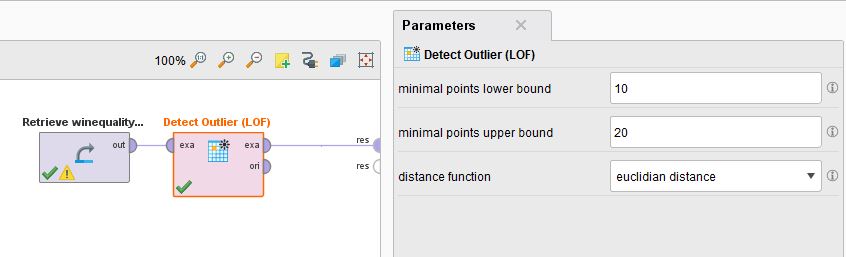 Parameters
100%
Detect Outlier (LOF)
minimal points lower bound
10
Retrieve winequality...
Detect Outlier (LOF)
minimal points upper bound
20
out
exa
exa
res
ori
res
distance function
euclidian distance